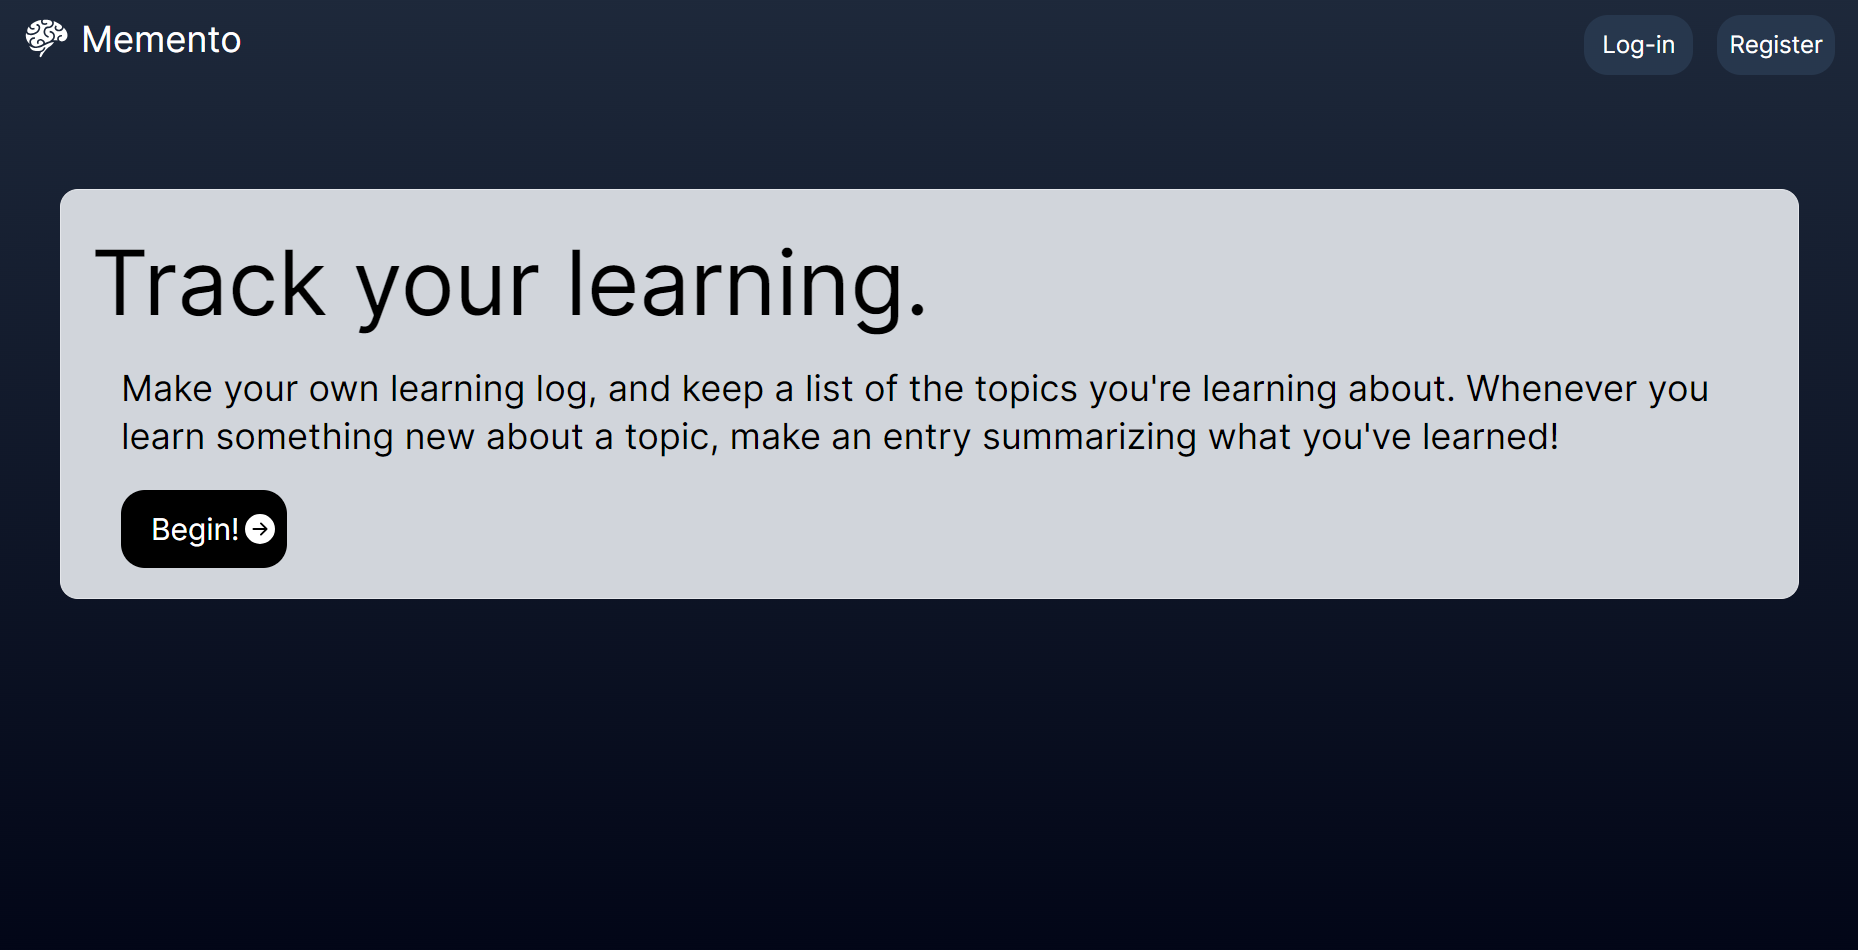 Memento
Log-in
Register
Track your learning.
Make your own learning log, and keep a list of the topics you're learning about. Whenever you
learn something new about a topic, make an entry summarizing what you've learned!
Begin!